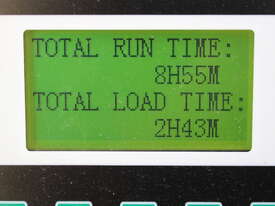 TOTAL RUN TIME:
8H55M
TOTAL LOAD TIME:
2H43M